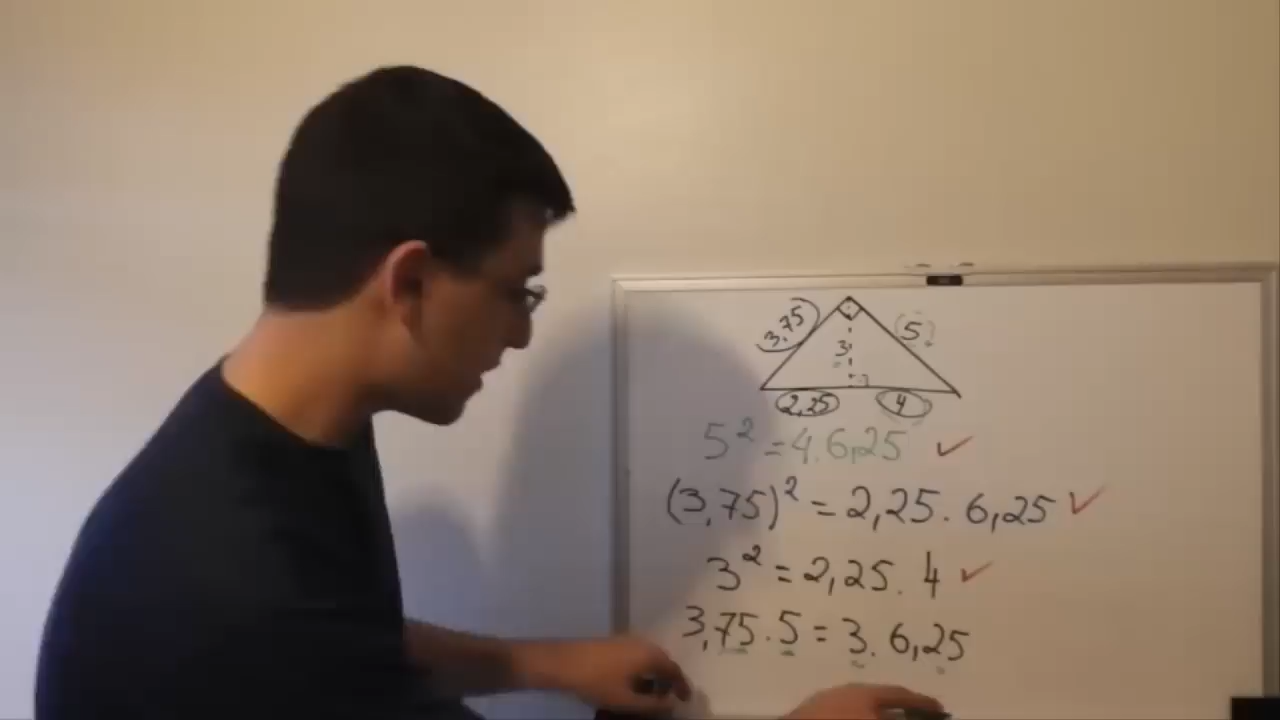 3,75 5
3
2,25 4
5² = 4.6,25 ✓
(3,75)² = 2,25. 6,25 ✓
3² = 2,25. 4 ✓
3,75 . 5 = 3. 6,25